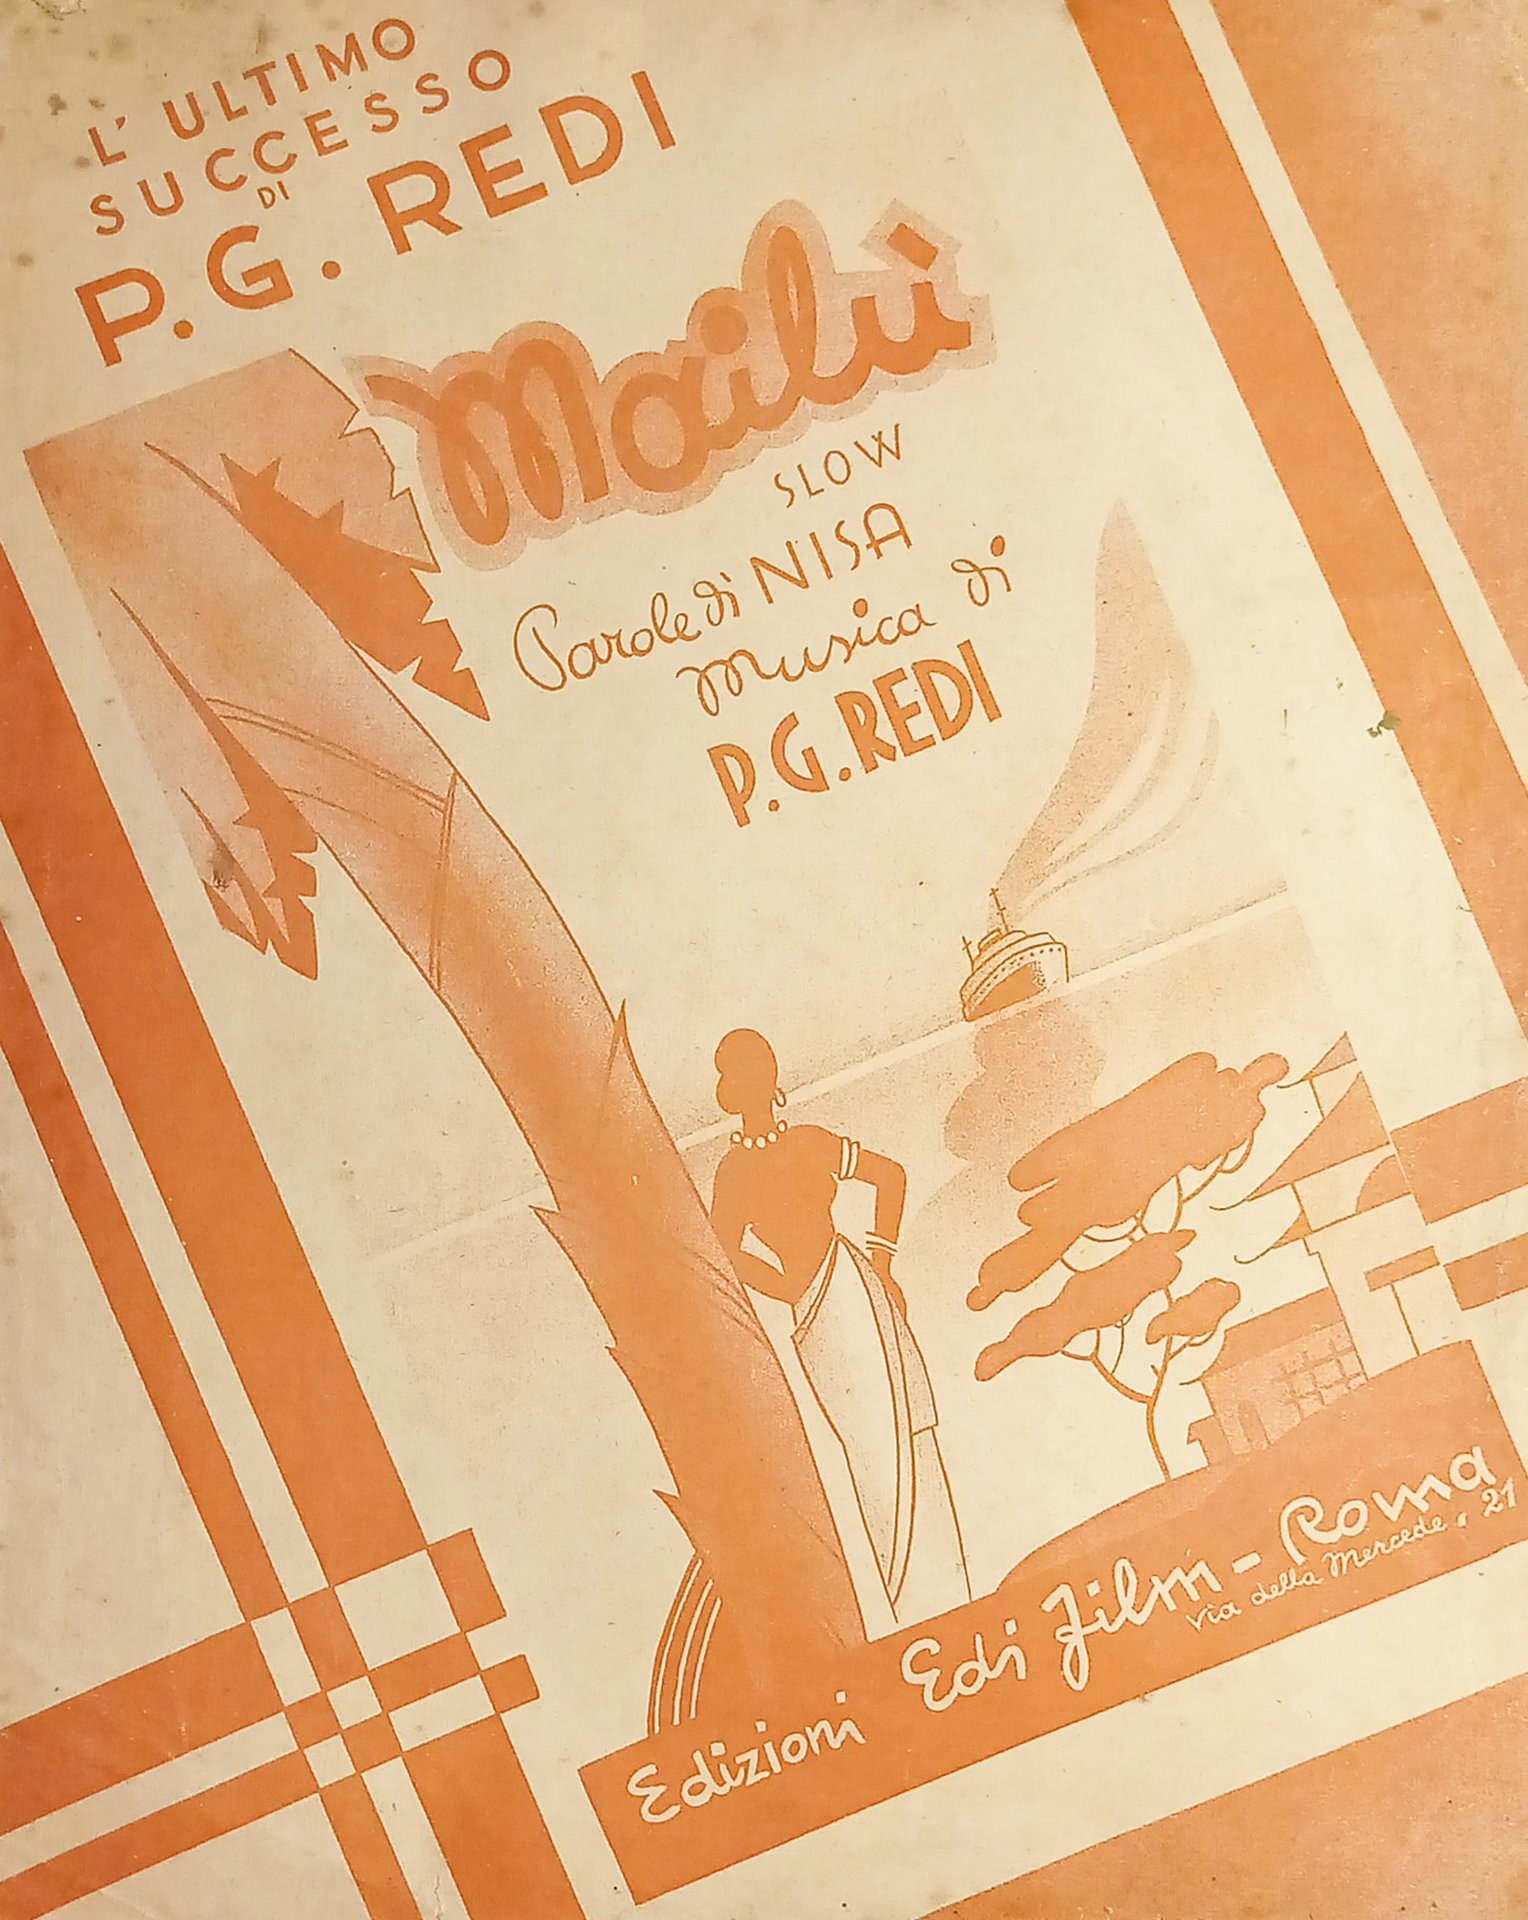 L'ULTIMO
SUCCESSO
DI
P.G. REDI
Mailù
SLOW
Parole di NISA
Musica di
P.G. REDI
Edizioni Edi Film - Roma
Via della Mercede, 21